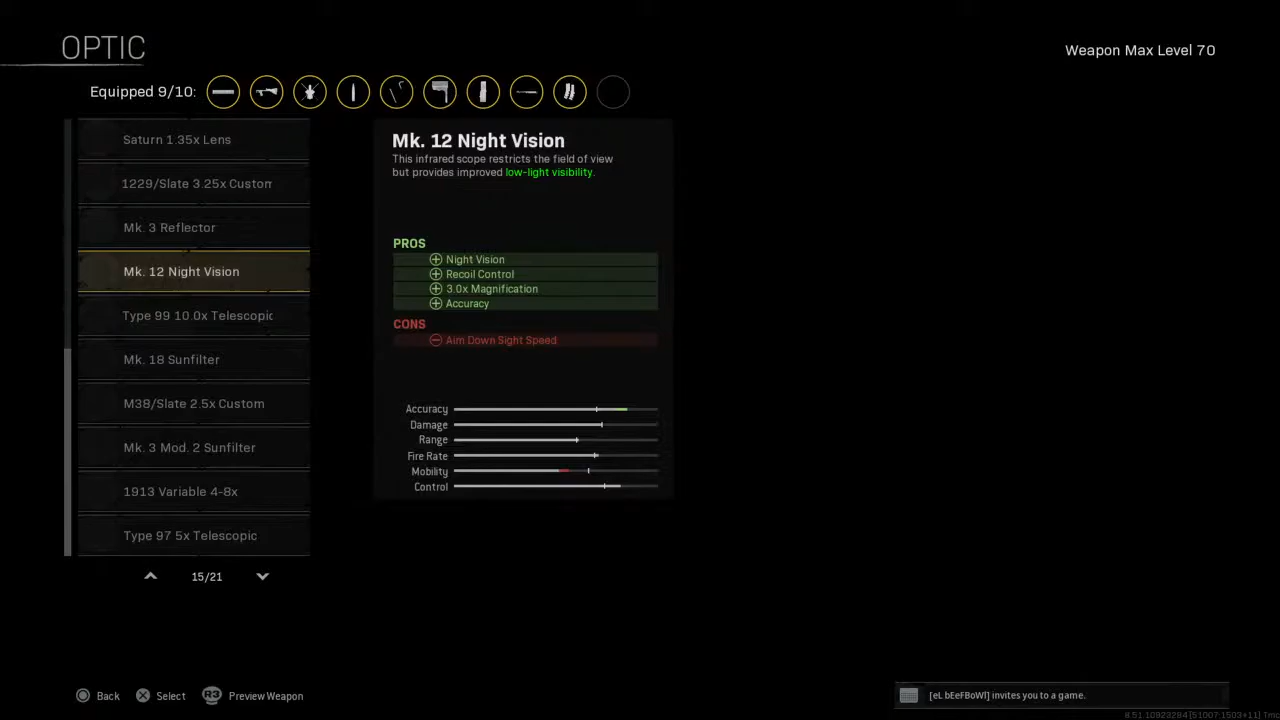 OPTIC
Weapon Max Level 70
Equipped 9/10:
Saturn 1.35x Lens
1229/Slate 3.25x Custom
Mk. 3 Reflector
Mk. 12 Night Vision
Type 99 10.0x Telescopic
Mk. 18 Sunfilter
M38/Slate 2.5x Custom
Mk. 3 Mod. 2 Sunfilter
1913 Variable 4-8x
Type 97 5x Telescopic
15/21
Mk. 12 Night Vision
This infrared scope restricts the field of view
but provides improved low-light visibility.
PROS
Night Vision
Recoil Control
3.0x Magnification
Accuracy
CONS
Aim Down Sight Speed
Accuracy
Damage
Range
Fire Rate
Mobility
Control
Back
Select
R3 Preview Weapon
[eL bEeFBoWl] invites you to a game.